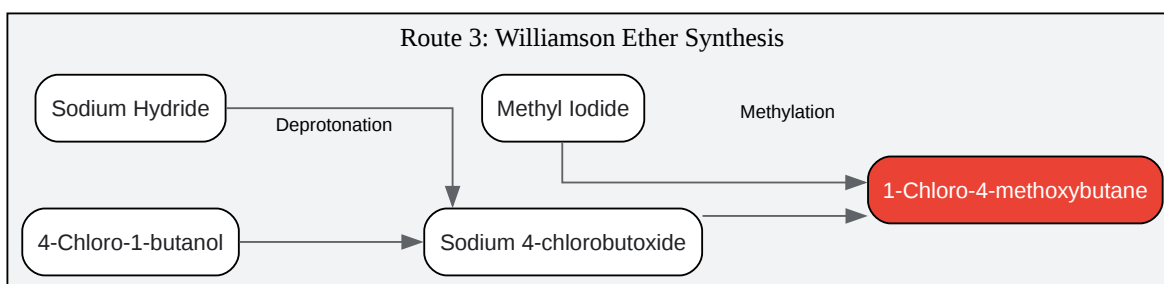 Route 3: Williamson Ether Synthesis
Sodium Hydride
Deprotonation
Methyl Iodide
Methylation
1-Chloro-4-methoxybutane
4-Chloro-1-butanol
Sodium 4-chlorobutoxide